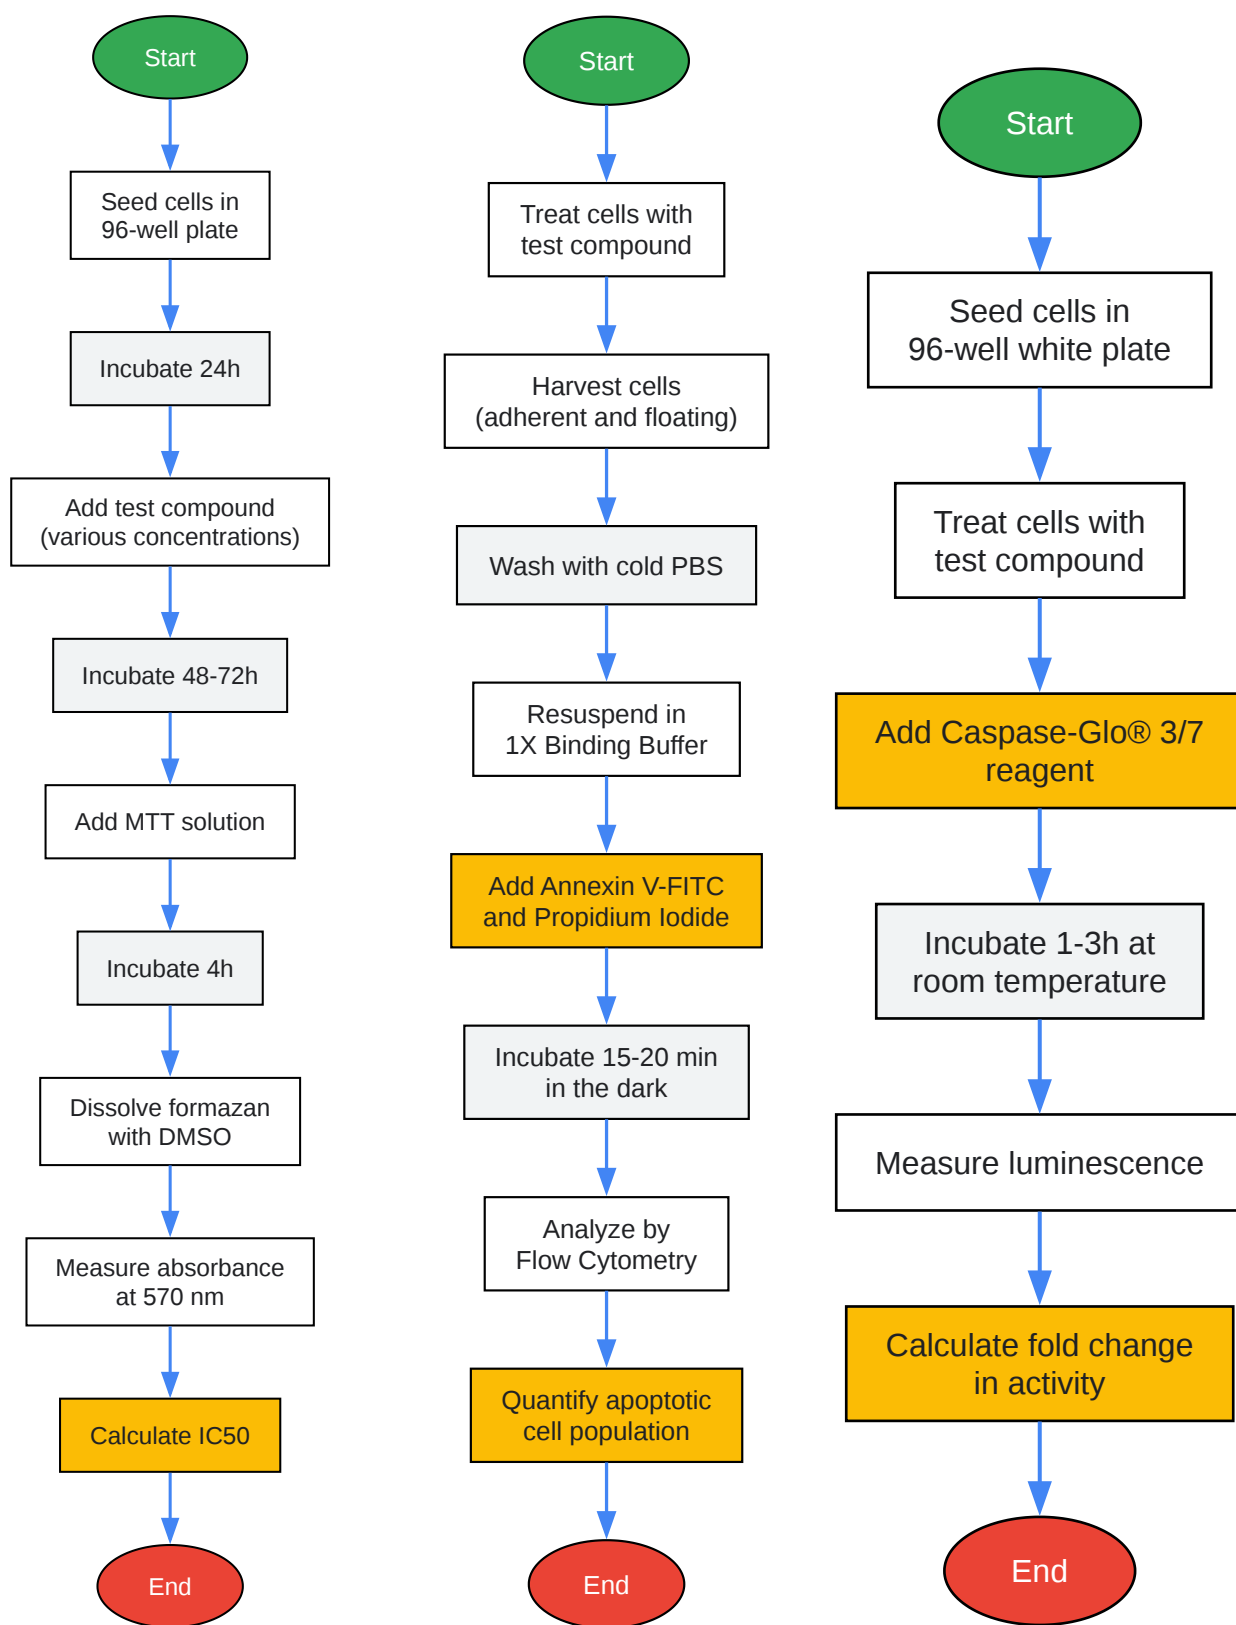 Start
Seed cells in
96-well plate
Incubate 24h
Add test compound
(various concentrations)
Incubate 48-72h
Add MTT solution
Incubate 4h
Dissolve formazan
with DMSO
Measure absorbance
at 570 nm
Calculate IC50
End
Start
Treat cells with
test compound
Harvest cells
(adherent and floating)
Wash with cold PBS
Resuspend in
1X Binding Buffer
Add Annexin V-FITC
and Propidium Iodide
Incubate 15-20 min
in the dark
Analyze by
Flow Cytometry
Quantify apoptotic
cell population
End
Start
Seed cells in
96-well white plate
Treat cells with
test compound
Add Caspase-Glo® 3/7
reagent
Incubate 1-3h at
room temperature
Measure luminescence
Calculate fold change
in activity
End